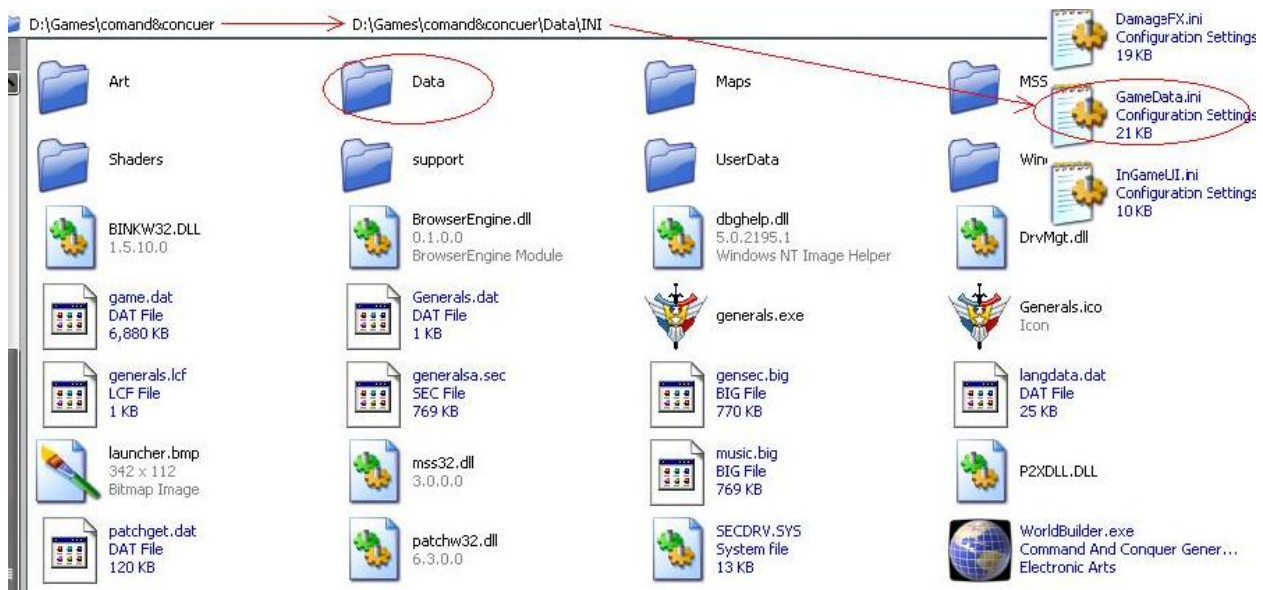 D:\Games\comand&concuer
D:\Games\comand&concuer\Data\INI
DamageFX.ini
Configuration Settings
19 KB
Art
Data
Maps
MSS
GameData.ini
Configuration Settings
21 KB
Shaders
support
UserData
InGameUI.ini
Configuration Settings
10 KB
BINKW32.DLL
1.5.10.0
BrowserEngine.dll
0.1.0.0
BrowserEngine Module
dbghelp.dll
5.0.2195.1
Windows NT Image Helper
DrvMgt.dll
game.dat
DAT File
6,880 KB
Generals.dat
DAT File
1 KB
generals.exe
Generals.ico
Icon
generals.lcf
LCF File
1 KB
generalsa.sec
SEC File
769 KB
gensec.big
BIG File
770 KB
langdata.dat
DAT File
25 KB
launcher.bmp
342 x 112
Bitmap Image
mss32.dll
3.0.0.0
music.big
BIG File
769 KB
P2XDLL.DLL
patchget.dat
DAT File
120 KB
patchw32.dll
6.3.0.0
SECDRV.SYS
System file
13 KB
WorldBuilder.exe
Command And Conquer Gener...
Electronic Arts